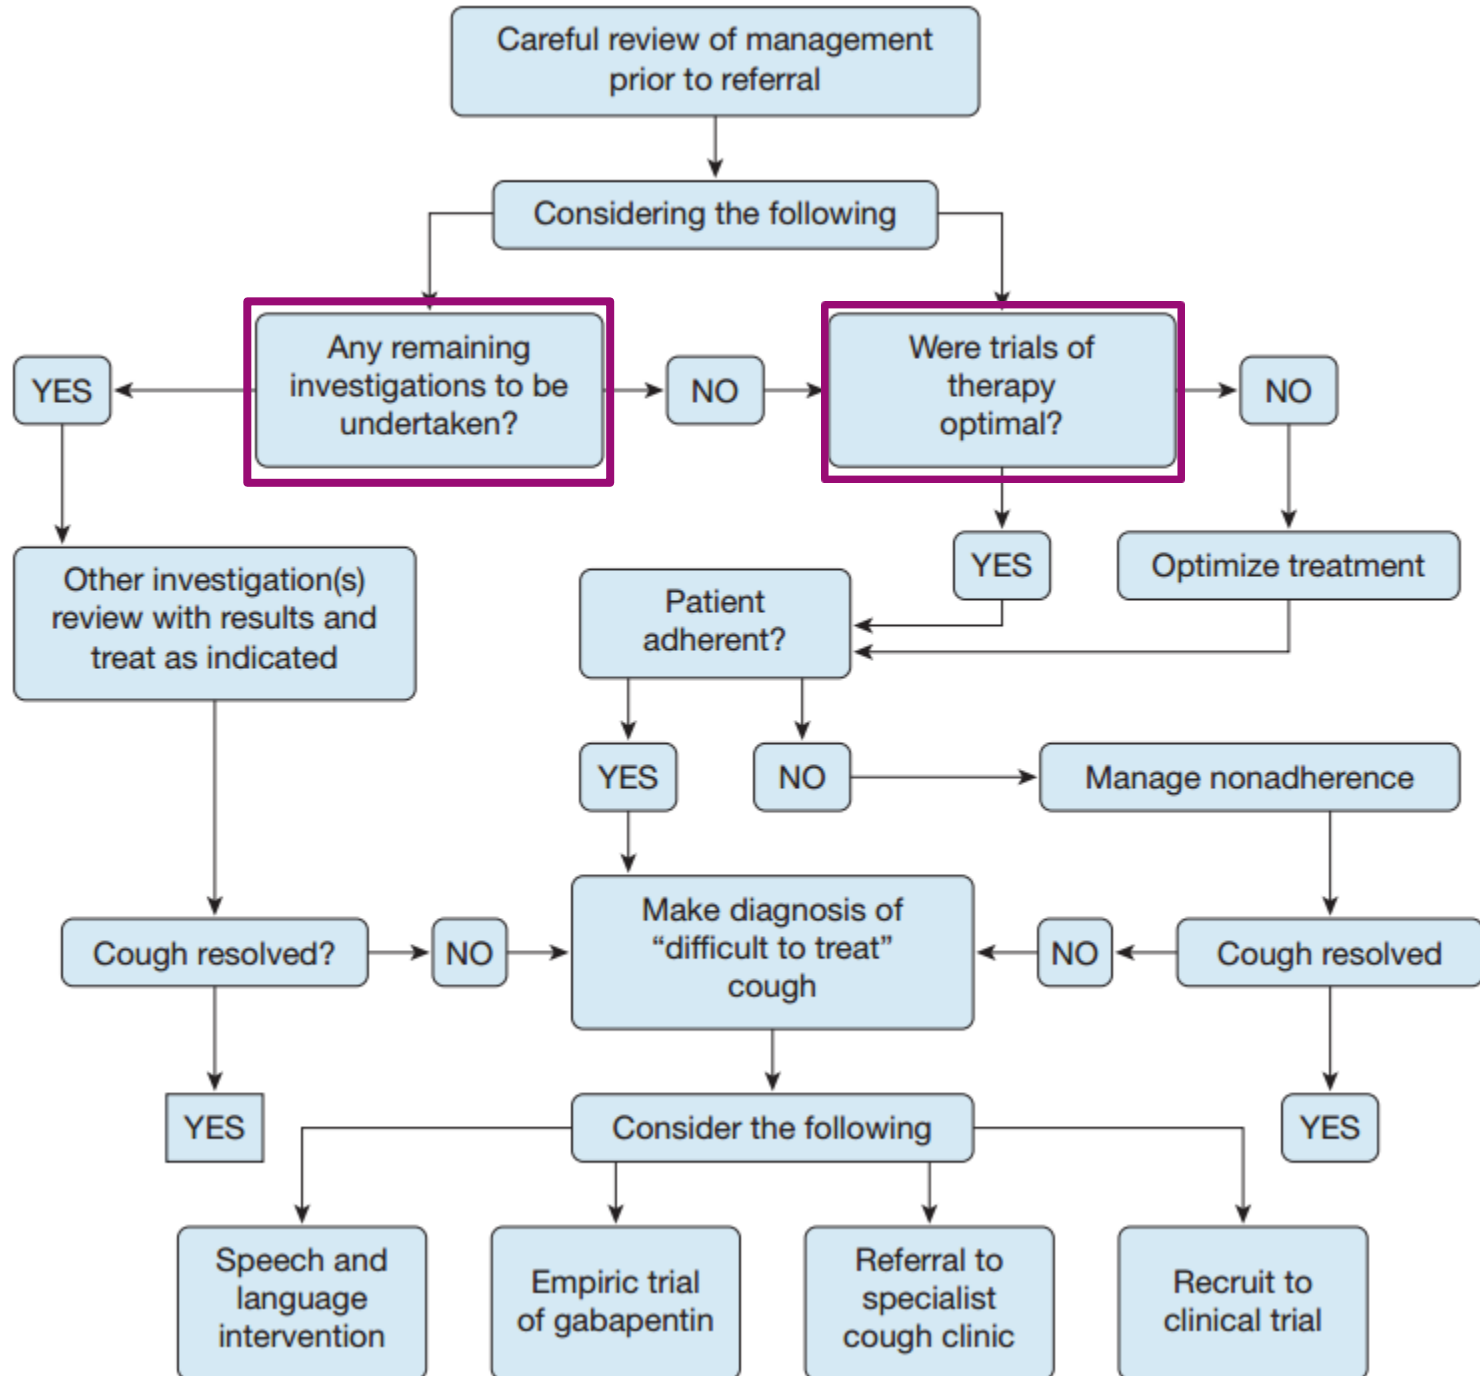 Careful review of management
prior to referral
Considering the following
Any remaining
investigations to be
undertaken?
Were trials of
therapy
optimal?
YES
NO
NO
Other investigation(s)
review with results and
treat as indicated
YES
Optimize treatment
Patient
adherent?
YES
NO
Manage nonadherence
Cough resolved?
NO
Make diagnosis of
“difficult to treat”
cough
NO
Cough resolved
YES
Consider the following
YES
Speech and
language
intervention
Empiric trial
of gabapentin
Referral to
specialist
cough clinic
Recruit to
clinical trial